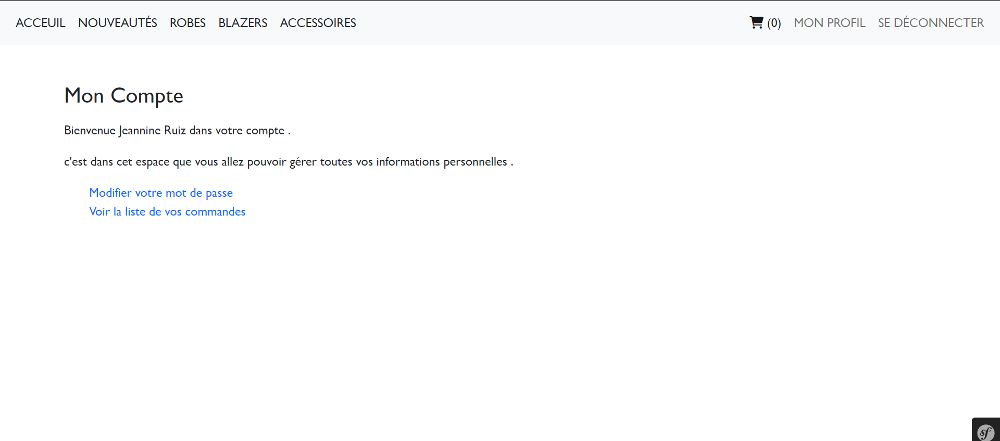 ACCEUIL NOUVEAUTÉS ROBES BLAZERS ACCESSOIRES (0) MON PROFIL SE DÉCONNECTER
Mon Compte
Bienvenue Jeannine Ruiz dans votre compte .
c'est dans cet espace que vous allez pouvoir gérer toutes vos informations personnelles .
Modifier votre mot de passe
Voir la liste de vos commandes
sf